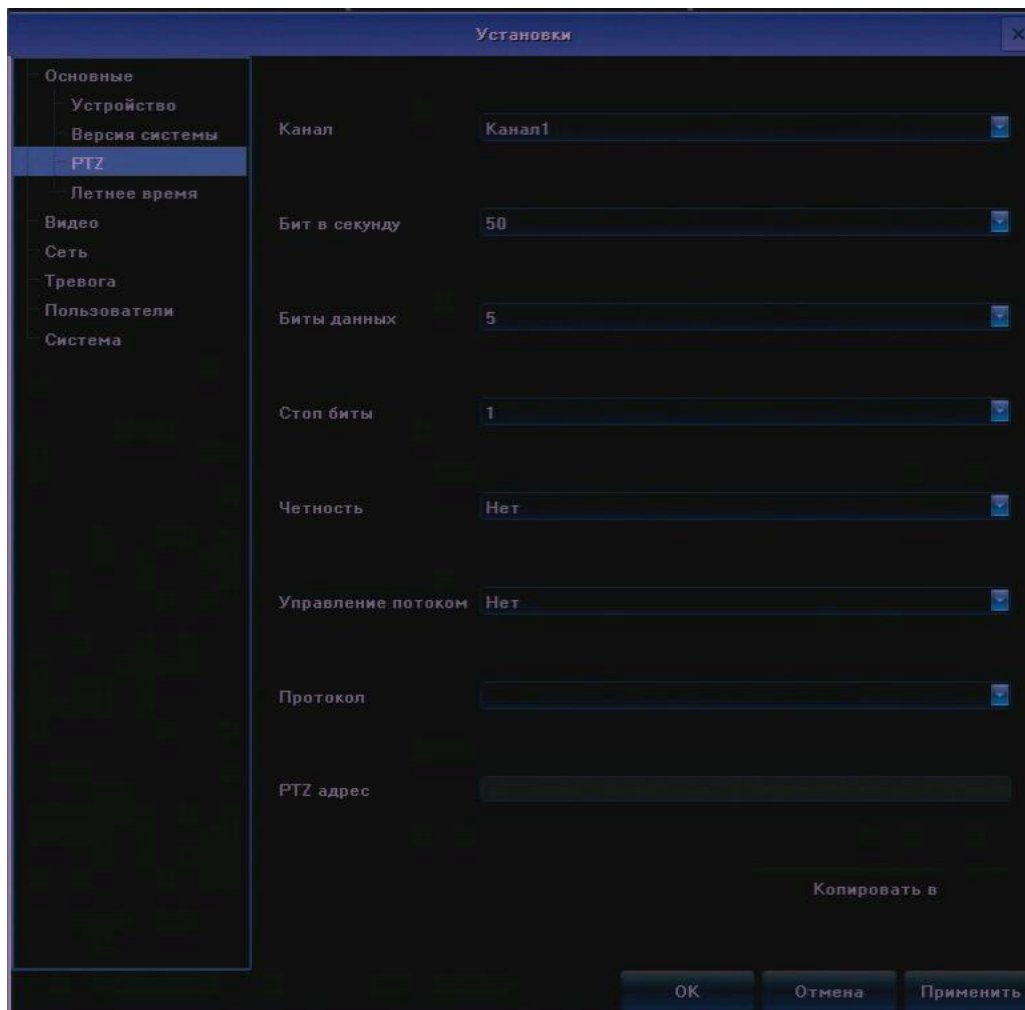 Установки
Основные
Устройство
Версия системы
PTZ
Летнее время
Видео
Сеть
Тревога
Пользователи
Система
Канал Канал1
Бит в секунду 50
Биты данных 5
Стоп биты 1
Четность Нет
Управление потоком Нет
Протокол
PTZ адрес
Копировать в
OK Отмена Применить